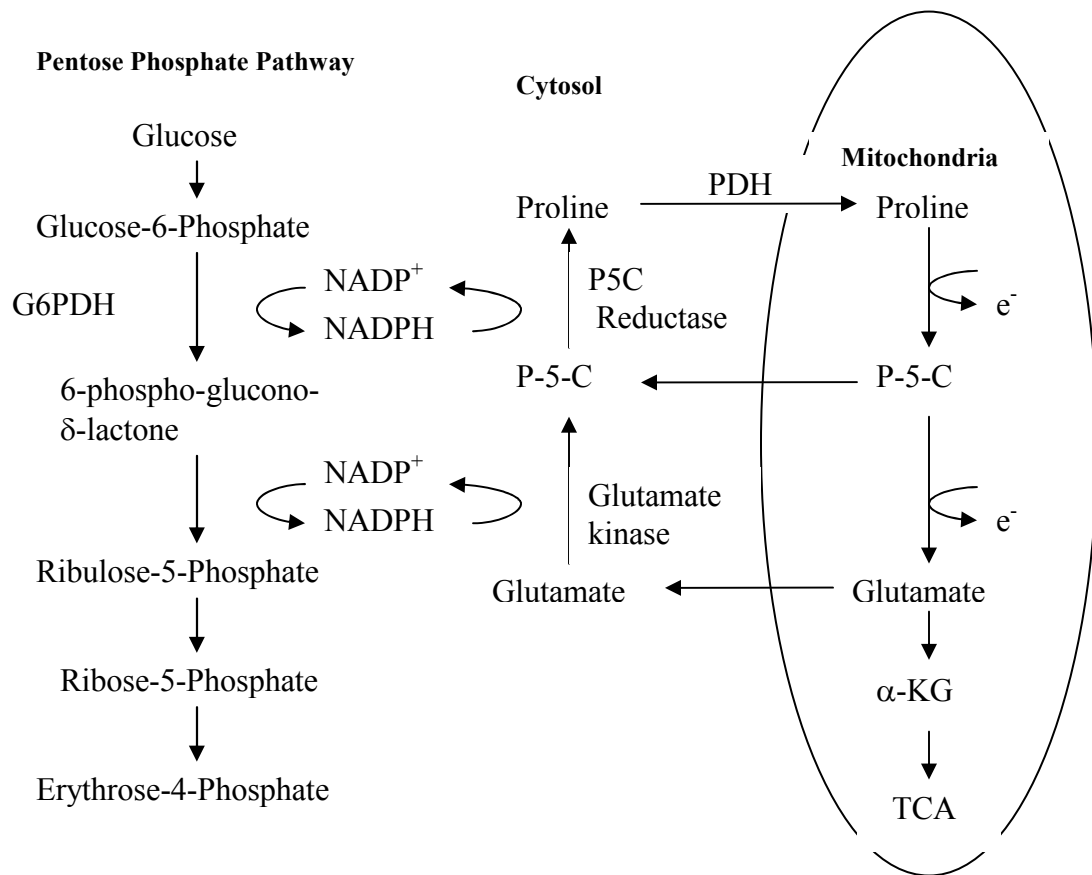 Pentose Phosphate Pathway
Glucose
Glucose-6-Phosphate
G6PDH
NADP+
NADPH
6-phospho-glucono-
δ-lactone
NADP+
NADPH
Ribulose-5-Phosphate
Ribose-5-Phosphate
Erythrose-4-Phosphate
Cytosol
Proline
PDH
P5C
Reductase
P-5-C
Glutamate
kinase
Glutamate
Mitochondria
Proline
e-
P-5-C
e-
Glutamate
α-KG
TCA